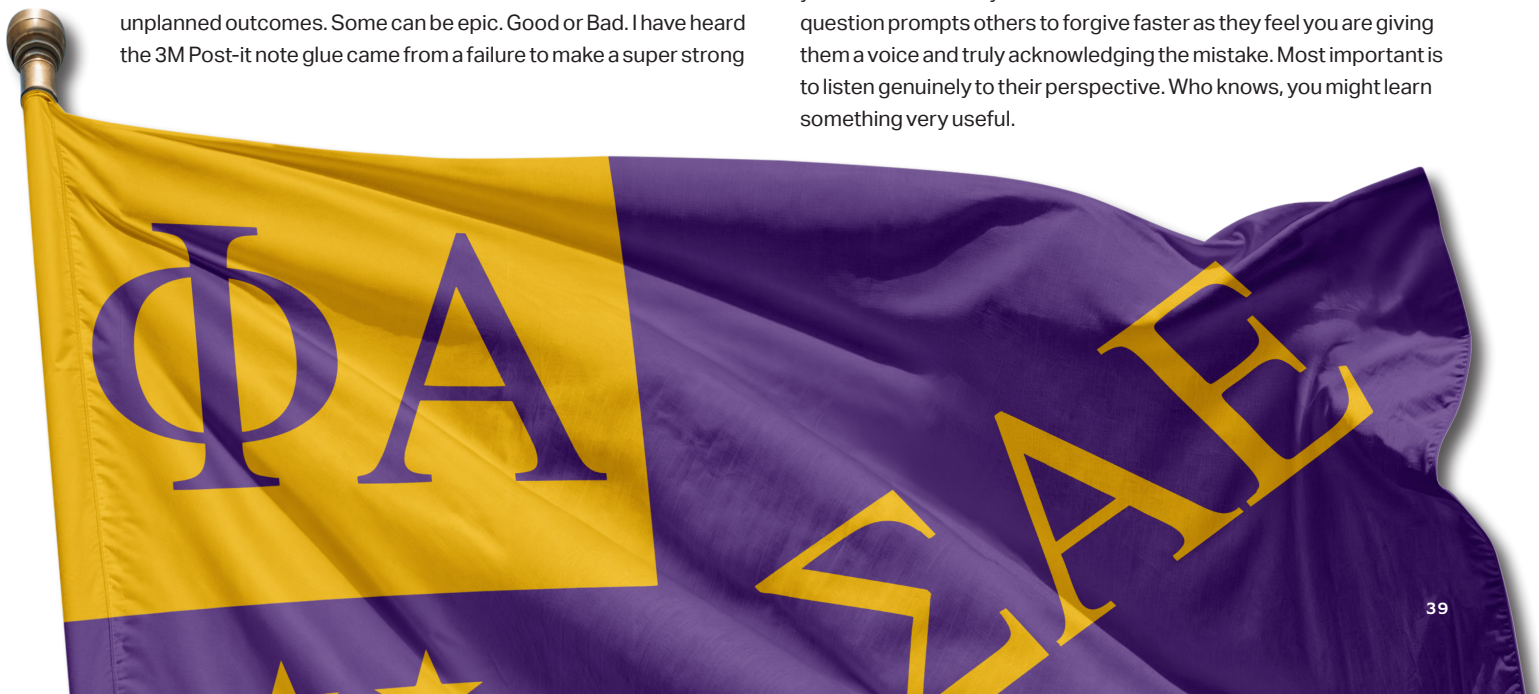 unplanned outcomes. Some can be epic. Good or Bad. I have heard
the 3M Post-it note glue came from a failure to make a super strong
question prompts others to forgive faster as they feel you are giving
them a voice and truly acknowledging the mistake. Most important is
to listen genuinely to their perspective. Who knows, you might learn
something very useful.
ΦΑ
ΣΑΕ
39